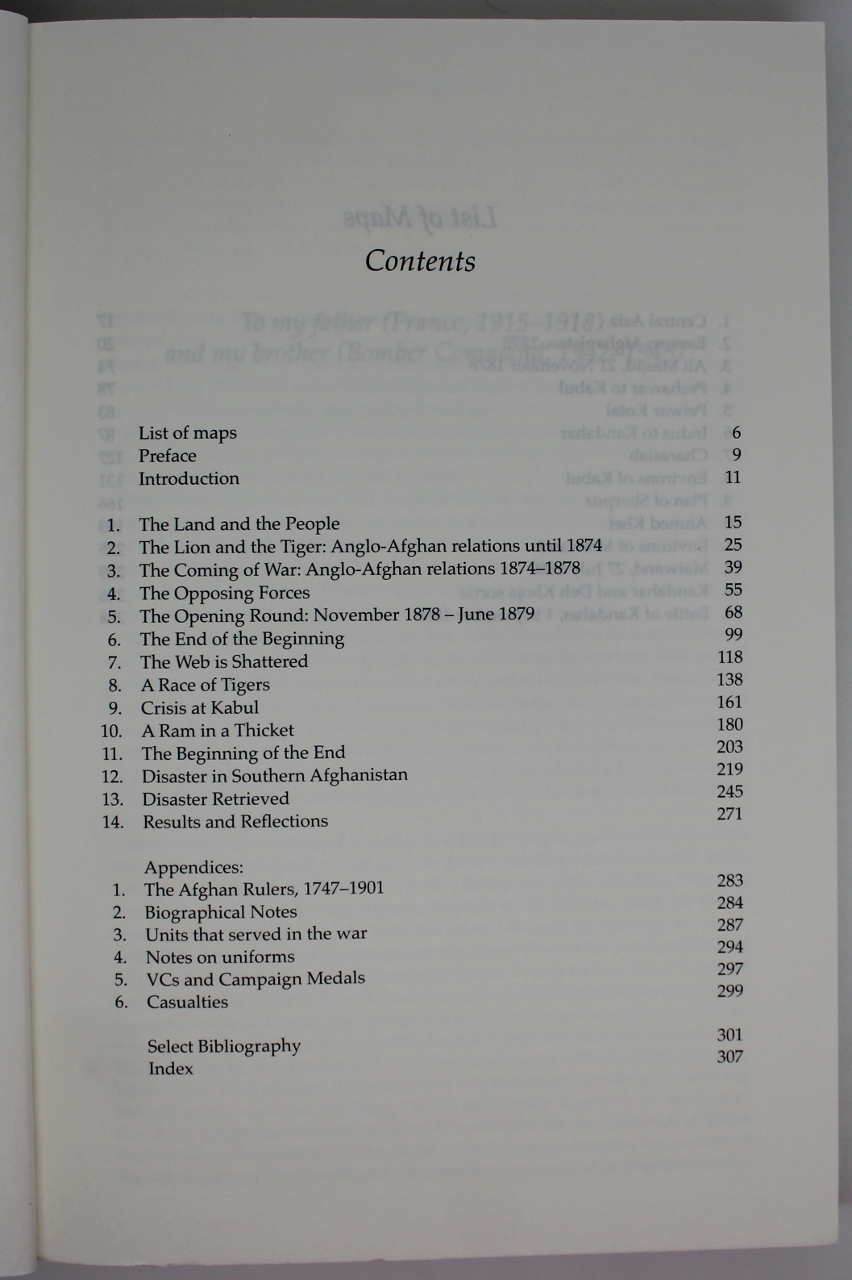 Contents
List of maps 6
Preface 9
Introduction 11
1. The Land and the People 15
2. The Lion and the Tiger: Anglo-Afghan relations until 1874 25
3. The Coming of War: Anglo-Afghan relations 1874–1878 39
4. The Opposing Forces 55
5. The Opening Round: November 1878 – June 1879 68
6. The End of the Beginning 99
7. The Web is Shattered 118
8. A Race of Tigers 138
9. Crisis at Kabul 161
10. A Ram in a Thicket 180
11. The Beginning of the End 203
12. Disaster in Southern Afghanistan 219
13. Disaster Retrieved 245
14. Results and Reflections 271
Appendices:
1. The Afghan Rulers, 1747–1901 283
2. Biographical Notes 284
3. Units that served in the war 287
4. Notes on uniforms 294
5. VCs and Campaign Medals 297
6. Casualties 299
Select Bibliography 301
Index 307